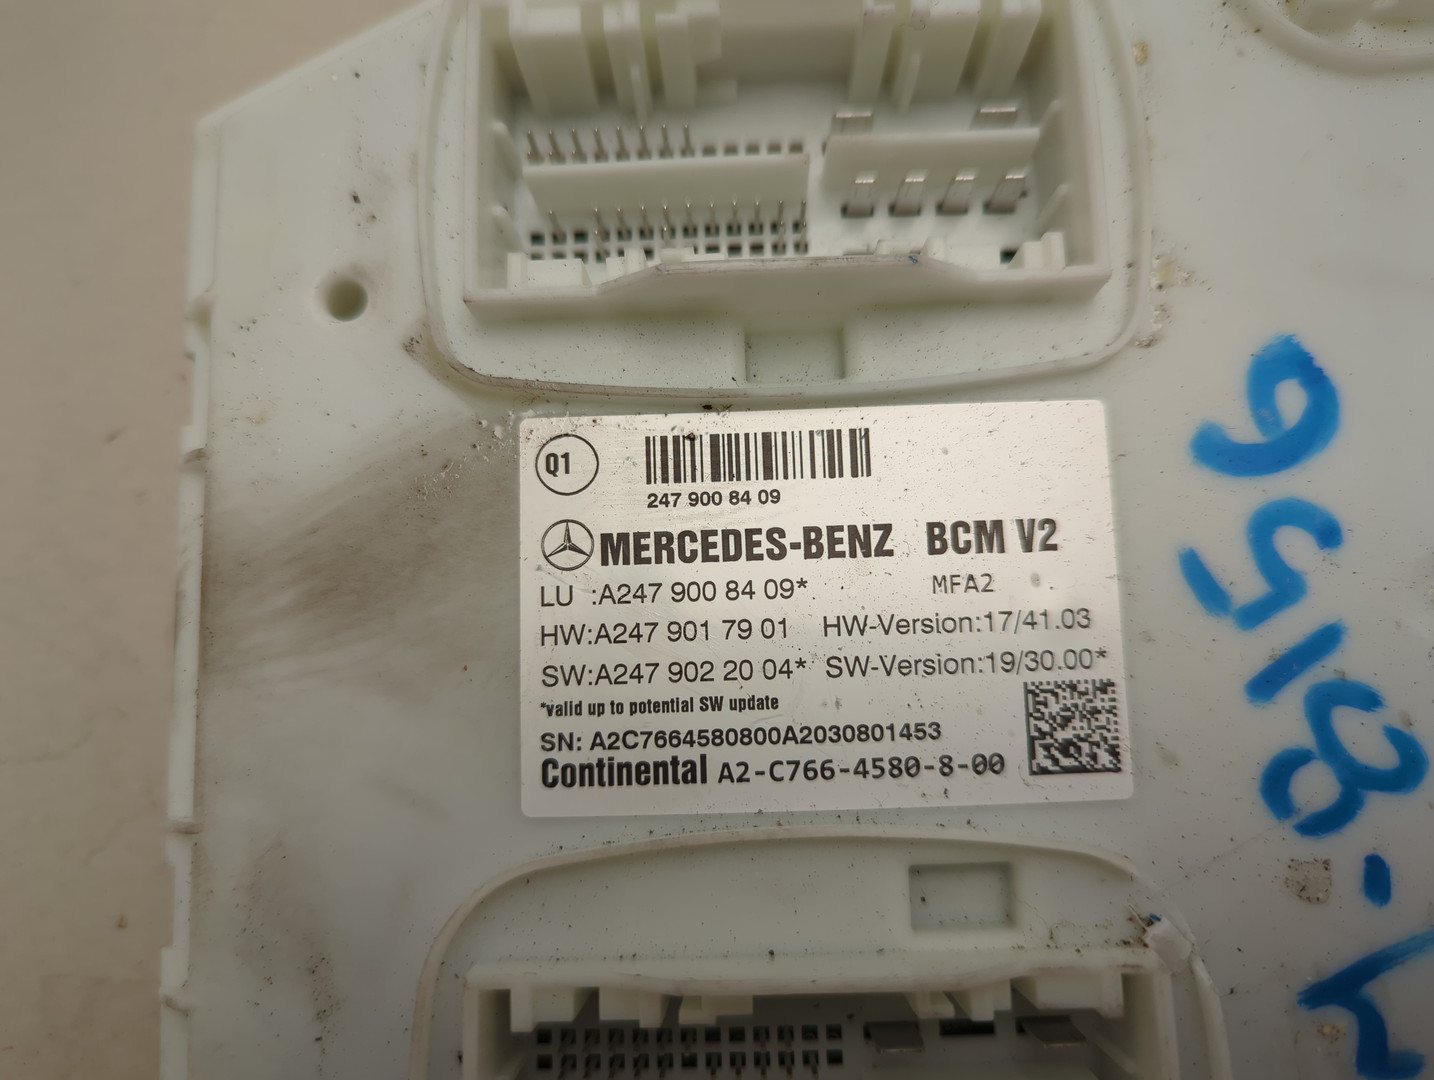 Q1
247 900 84 09
MERCEDES-BENZ BCM V2
LU :A247 900 84 09* MFA2
HW:A247 901 79 01 HW-Version:17/41.03
SW:A247 902 20 04* SW-Version:19/30.00*
*valid up to potential SW update
SN: A2C7664580800A2030801453
Continental A2-C766-4580-8-00